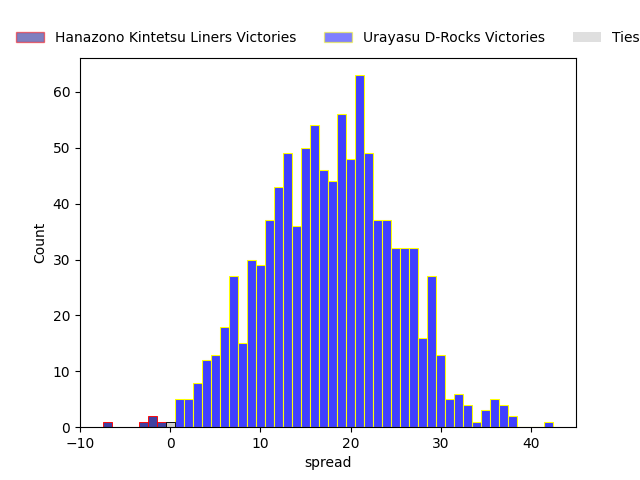 Hanazono Kintetsu Liners Victories Urayasu D-Rocks Victories Ties
60
50
40
30
20
10
0
Count
−10 0 10 20 30 40
spread